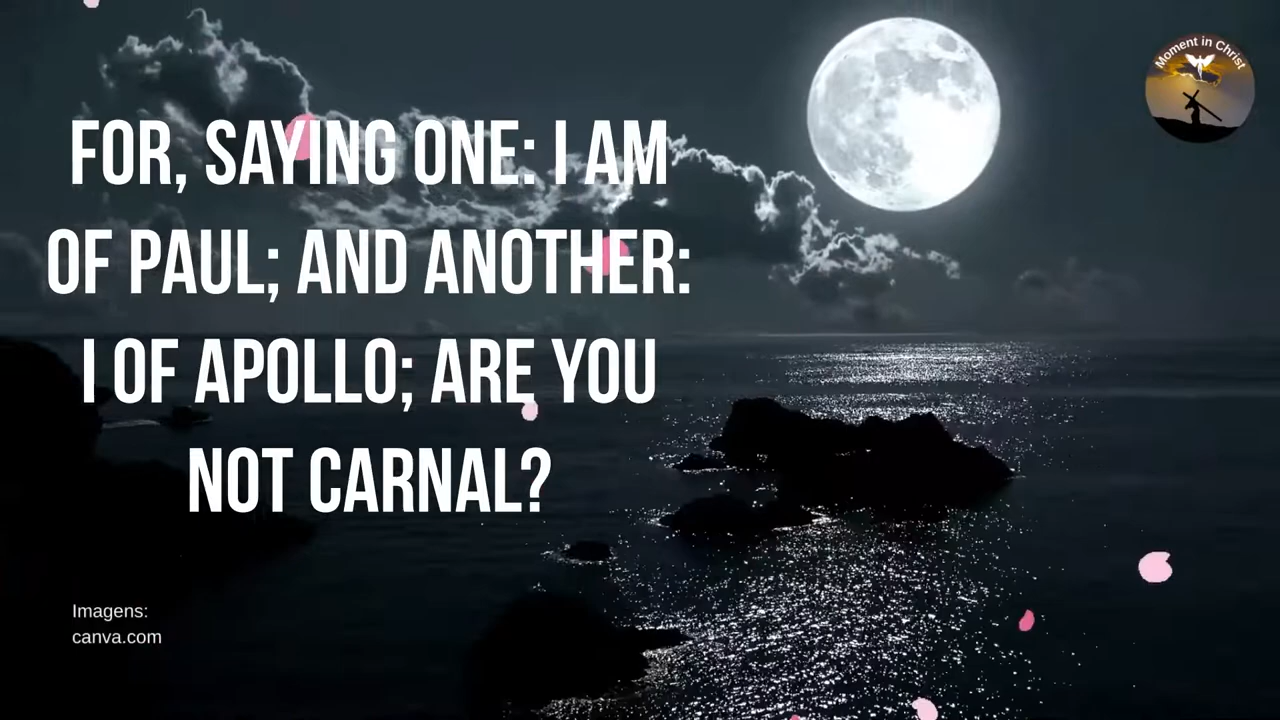 Moment in Christ
FOR, SAYING ONE: I AM
OF PAUL; AND ANOTHER:
I OF APOLLO; ARE YOU
NOT CARNAL?
Imagens:
canva.com